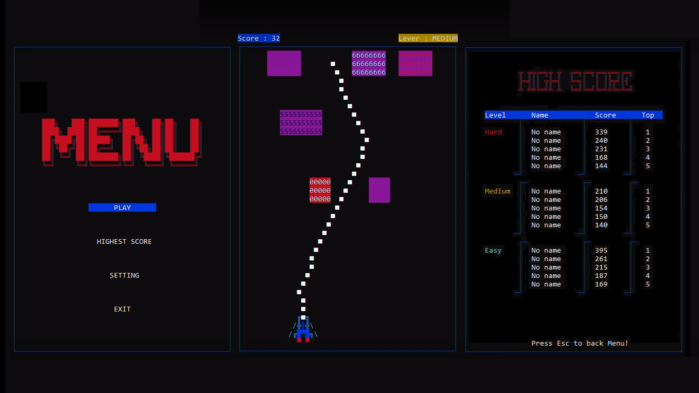 Score : 32
Lever : MEDIUM
MENU
PLAY
HIGHEST SCORE
SETTING
EXIT
66666666
66666666
66666666
SSSSSSSSSS
SSSSSSSSSS
SSSSSSSSSS
00000
00000
00000
HIGH SCORE
Level Name Score Top
Hard No name 339 1
No name 240 2
No name 231 3
No name 168 4
No name 144 5
Medium No name 210 1
No name 206 2
No name 154 3
No name 150 4
No name 140 5
Easy No name 395 1
No name 261 2
No name 215 3
No name 187 4
No name 169 5
Press Esc to back Menu!